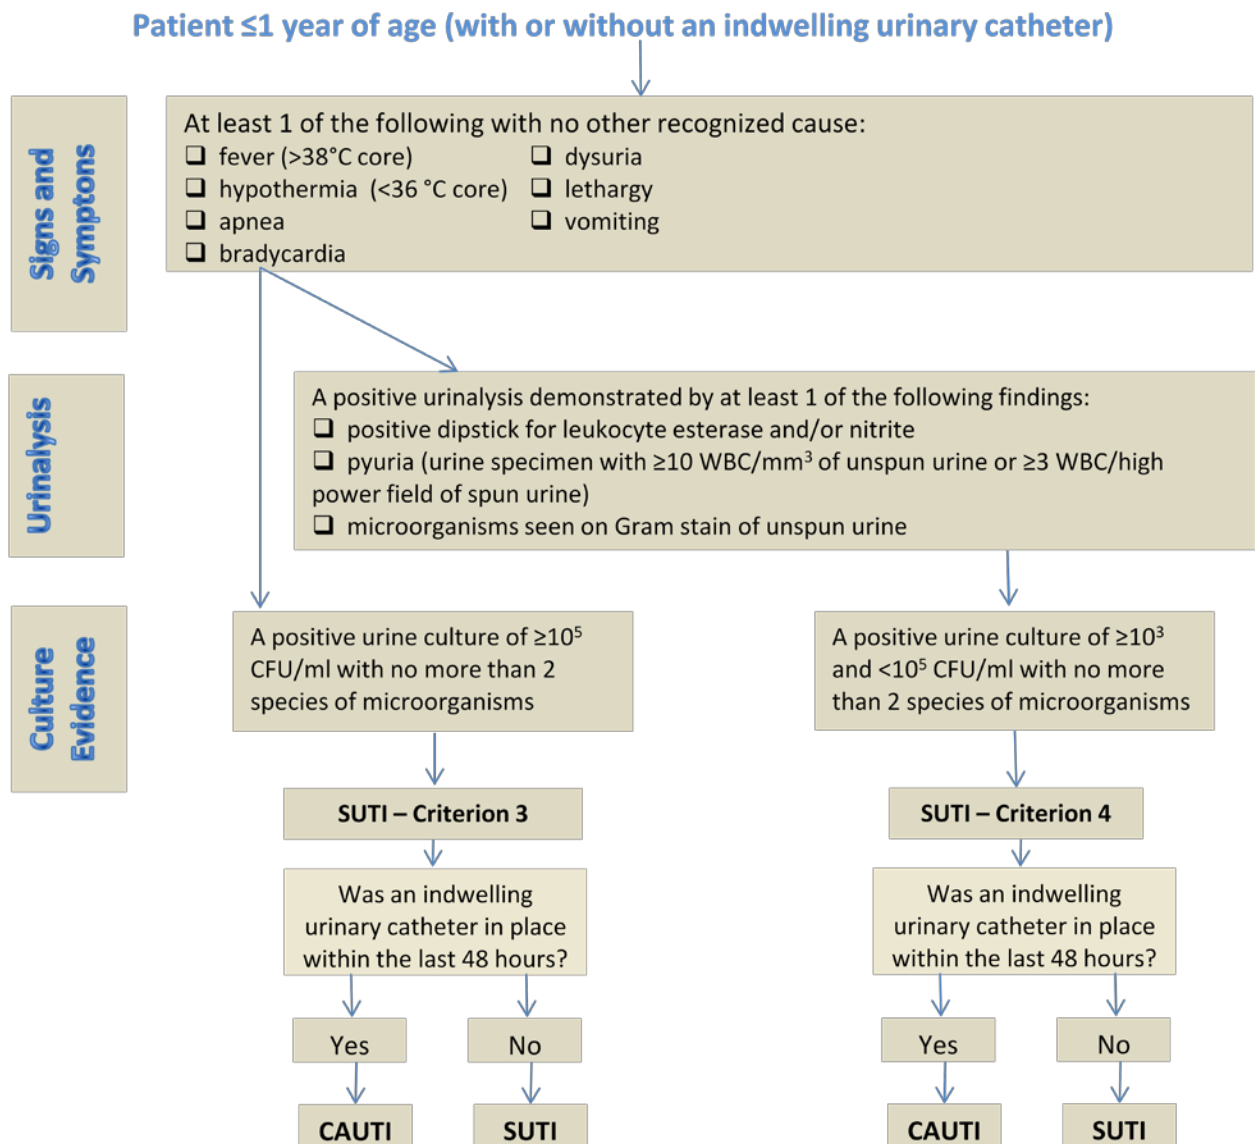 Patient ≤1 year of age (with or without an indwelling urinary catheter)
Signs and
Symptons
At least 1 of the following with no other recognized cause:
❑ fever (>38°C core)
❑ dysuria
❑ hypothermia (<36 °C core)
❑ lethargy
❑ apnea
❑ vomiting
❑ bradycardia
Urinalysis
A positive urinalysis demonstrated by at least 1 of the following findings:
❑ positive dipstick for leukocyte esterase and/or nitrite
❑ pyuria (urine specimen with ≥10 WBC/mm³ of unspun urine or ≥3 WBC/high
power field of spun urine)
❑ microorganisms seen on Gram stain of unspun urine
Culture
Evidence
A positive urine culture of ≥10⁵
CFU/ml with no more than 2
species of microorganisms
A positive urine culture of ≥10³
and <10⁵ CFU/ml with no more
than 2 species of microorganisms
SUTI – Criterion 3
SUTI – Criterion 4
Was an indwelling
urinary catheter in place
within the last 48 hours?
Was an indwelling
urinary catheter in place
within the last 48 hours?
Yes
No
Yes
No
CAUTI
SUTI
CAUTI
SUTI